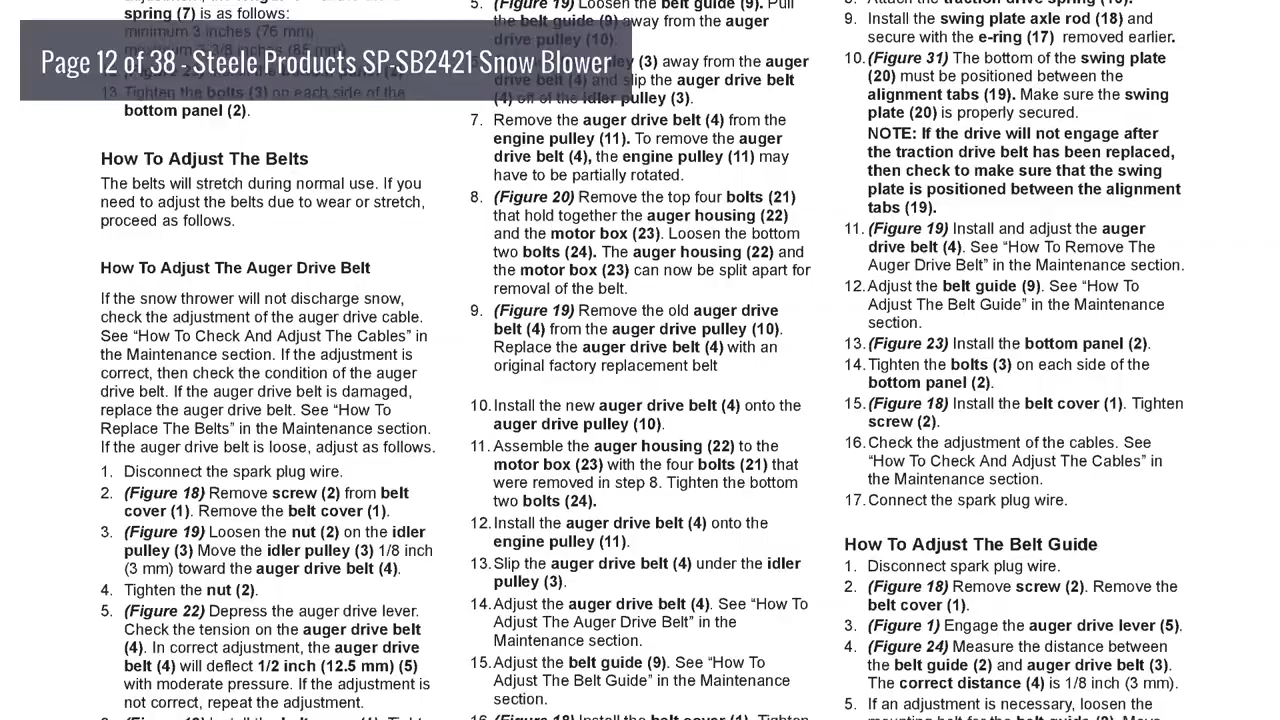 spring (7) is as follows:
minimum 3 inches (76 mm)
Page 12 of 38 - Steele Products SP-SB2421 Snow Blower
13. Tighten the bolts (3) on each side of the
bottom panel (2).
How To Adjust The Belts
The belts will stretch during normal use. If you
need to adjust the belts due to wear or stretch,
proceed as follows.
How To Adjust The Auger Drive Belt
If the snow thrower will not discharge snow,
check the adjustment of the auger drive cable.
See “How To Check And Adjust The Cables” in
the Maintenance section. If the adjustment is
correct, then check the condition of the auger
drive belt. If the auger drive belt is damaged,
replace the auger drive belt. See “How To
Replace The Belts” in the Maintenance section.
If the auger drive belt is loose, adjust as follows.
1. Disconnect the spark plug wire.
2. (Figure 18) Remove screw (2) from belt
cover (1). Remove the belt cover (1).
3. (Figure 19) Loosen the nut (2) on the idler
pulley (3) Move the idler pulley (3) 1/8 inch
(3 mm) toward the auger drive belt (4).
4. Tighten the nut (2).
5. (Figure 22) Depress the auger drive lever.
Check the tension on the auger drive belt
(4). In correct adjustment, the auger drive
belt (4) will deflect 1/2 inch (12.5 mm) (5)
with moderate pressure. If the adjustment is
not correct, repeat the adjustment.
5. (Figure 19) Loosen the belt guide (9). Pull
the belt guide (9) away from the auger
drive pulley (10).
(3) away from the auger
drive belt (4) and slip the auger drive belt
(4) off of the idler pulley (3).
7. Remove the auger drive belt (4) from the
engine pulley (11). To remove the auger
drive belt (4), the engine pulley (11) may
have to be partially rotated.
8. (Figure 20) Remove the top four bolts (21)
that hold together the auger housing (22)
and the motor box (23). Loosen the bottom
two bolts (24). The auger housing (22) and
the motor box (23) can now be split apart for
removal of the belt.
9. (Figure 19) Remove the old auger drive
belt (4) from the auger drive pulley (10).
Replace the auger drive belt (4) with an
original factory replacement belt
10. Install the new auger drive belt (4) onto the
auger drive pulley (10).
11. Assemble the auger housing (22) to the
motor box (23) with the four bolts (21) that
were removed in step 8. Tighten the bottom
two bolts (24).
12. Install the auger drive belt (4) onto the
engine pulley (11).
13. Slip the auger drive belt (4) under the idler
pulley (3).
14. Adjust the auger drive belt (4). See “How To
Adjust The Auger Drive Belt” in the
Maintenance section.
15. Adjust the belt guide (9). See “How To
Adjust The Belt Guide” in the Maintenance
section.
9. Install the swing plate axle rod (18) and
secure with the e-ring (17) removed earlier.
10. (Figure 31) The bottom of the swing plate
(20) must be positioned between the
alignment tabs (19). Make sure the swing
plate (20) is properly secured.
NOTE: If the drive will not engage after
the traction drive belt has been replaced,
then check to make sure that the swing
plate is positioned between the alignment
tabs (19).
11. (Figure 19) Install and adjust the auger
drive belt (4). See “How To Remove The
Auger Drive Belt” in the Maintenance section.
12. Adjust the belt guide (9). See “How To
Adjust The Belt Guide” in the Maintenance
section.
13. (Figure 23) Install the bottom panel (2).
14. Tighten the bolts (3) on each side of the
bottom panel (2).
15. (Figure 18) Install the belt cover (1). Tighten
screw (2).
16. Check the adjustment of the cables. See
“How To Check And Adjust The Cables” in
the Maintenance section.
17. Connect the spark plug wire.
How To Adjust The Belt Guide
1. Disconnect spark plug wire.
2. (Figure 18) Remove screw (2). Remove the
belt cover (1).
3. (Figure 1) Engage the auger drive lever (5).
4. (Figure 24) Measure the distance between
the belt guide (2) and auger drive belt (3).
The correct distance (4) is 1/8 inch (3 mm).
5. If an adjustment is necessary, loosen the